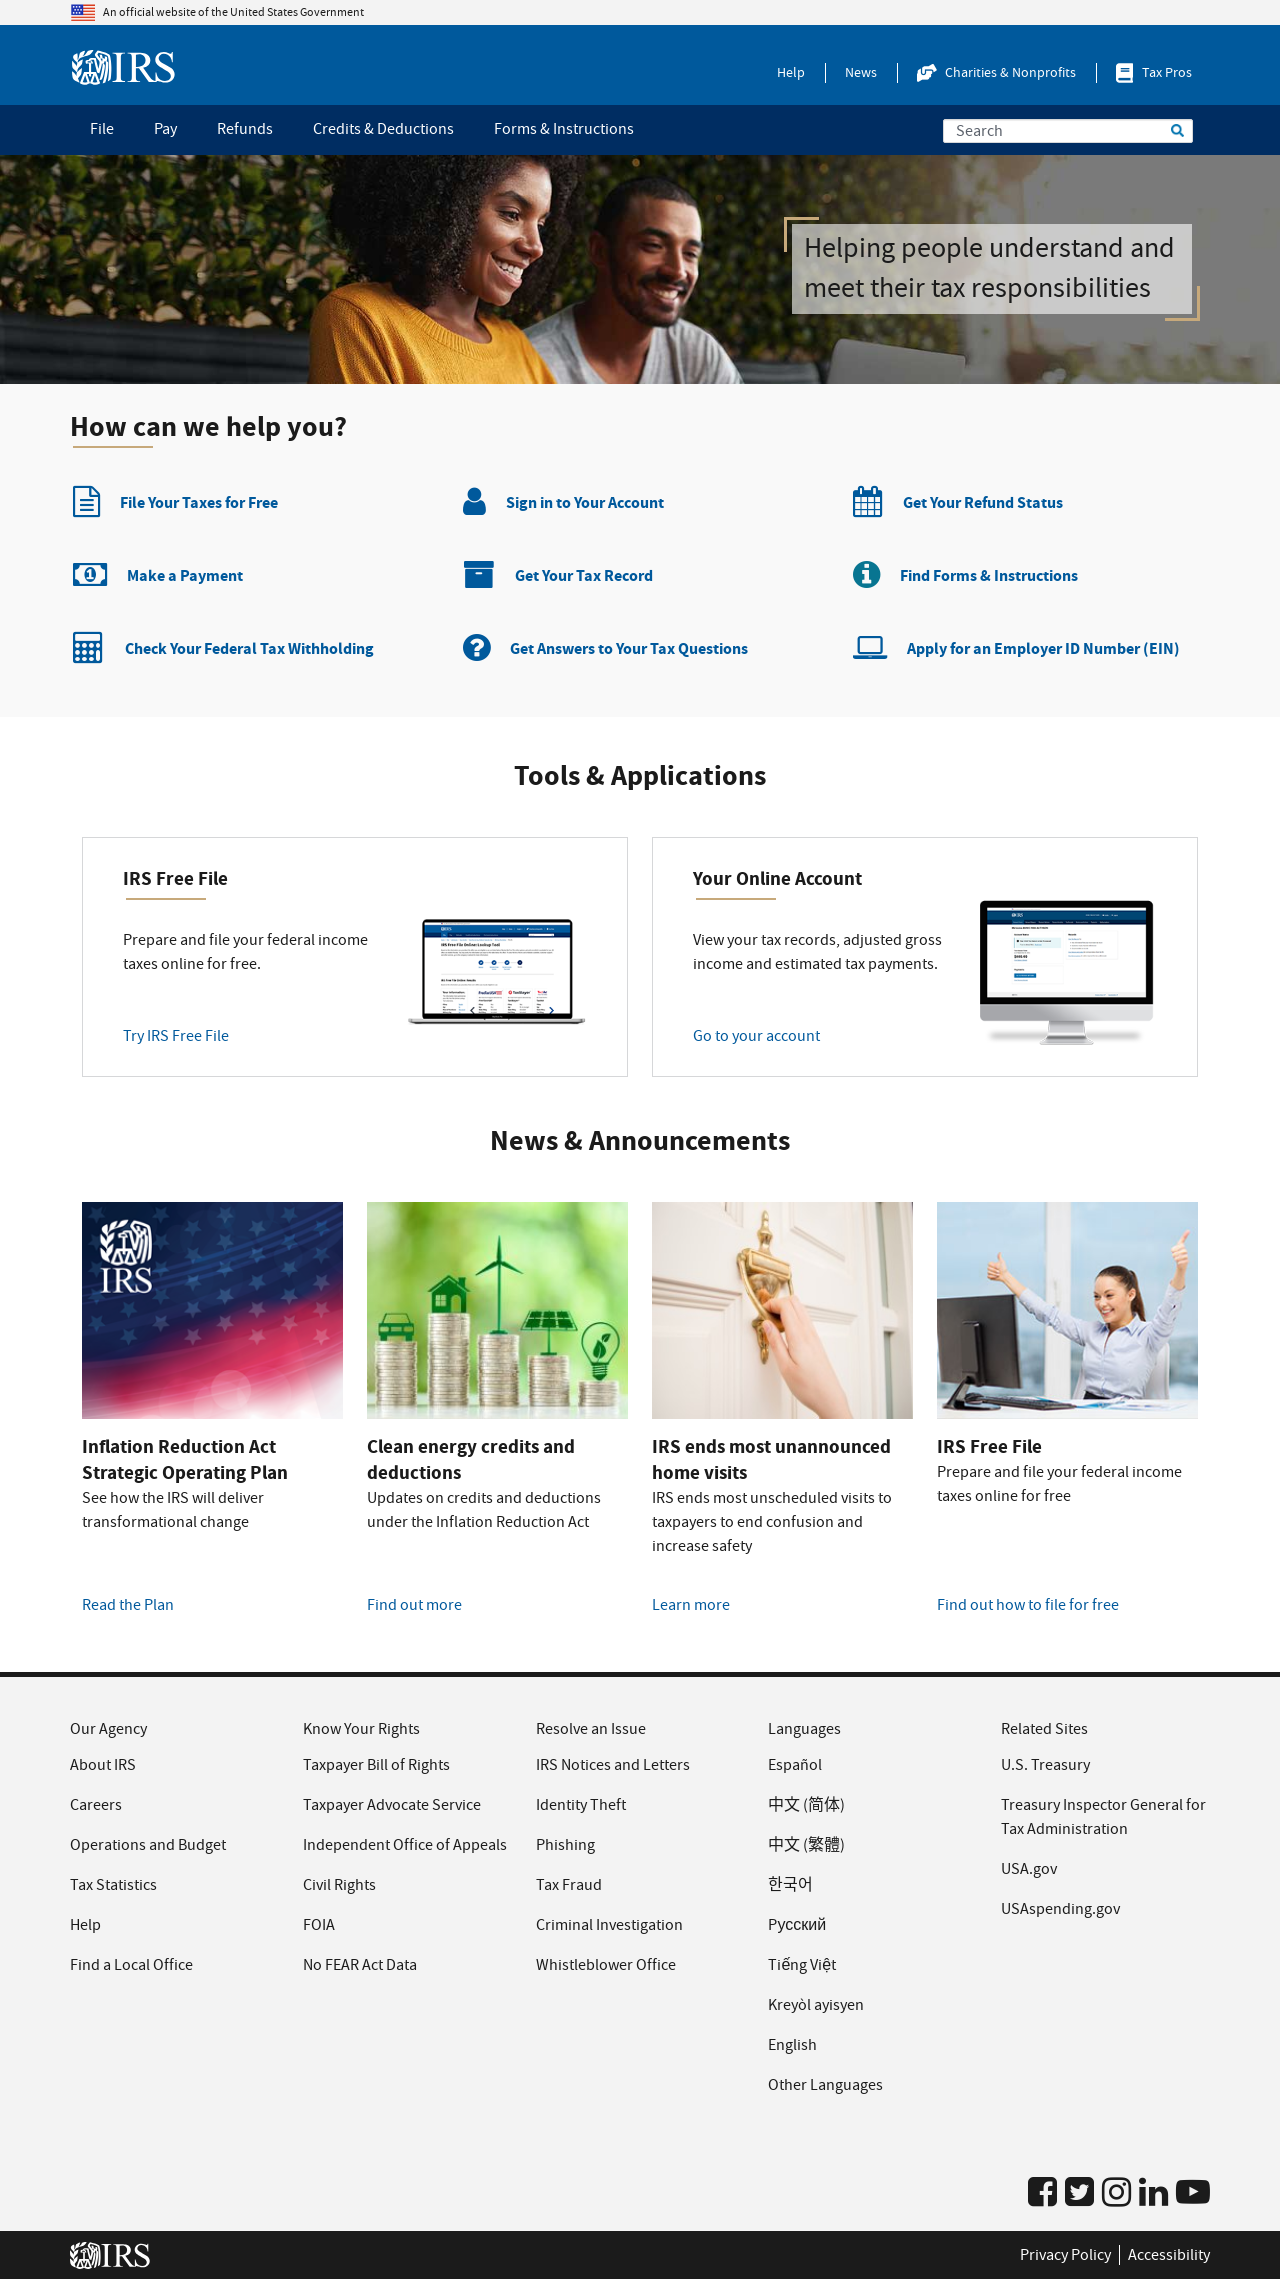 An official website of the United States Government
IRS
Help
News
Charities & Nonprofits
Tax Pros
File
Pay
Refunds
Credits & Deductions
Forms & Instructions
Search
Helping people understand and
meet their tax responsibilities
How can we help you?
File Your Taxes for Free
Sign in to Your Account
Get Your Refund Status
Make a Payment
Get Your Tax Record
Find Forms & Instructions
Check Your Federal Tax Withholding
Get Answers to Your Tax Questions
Apply for an Employer ID Number (EIN)
Tools & Applications
IRS Free File
Prepare and file your federal income
taxes online for free.
Try IRS Free File
Your Online Account
View your tax records, adjusted gross
income and estimated tax payments.
Go to your account
News & Announcements
IRS
Inflation Reduction Act
Strategic Operating Plan
See how the IRS will deliver
transformational change
Read the Plan
Clean energy credits and
deductions
Updates on credits and deductions
under the Inflation Reduction Act
Find out more
IRS ends most unannounced
home visits
IRS ends most unscheduled visits to
taxpayers to end confusion and
increase safety
Learn more
IRS Free File
Prepare and file your federal income
taxes online for free
Find out how to file for free
Our Agency
About IRS
Careers
Operations and Budget
Tax Statistics
Help
Find a Local Office
Know Your Rights
Taxpayer Bill of Rights
Taxpayer Advocate Service
Independent Office of Appeals
Civil Rights
FOIA
No FEAR Act Data
Resolve an Issue
IRS Notices and Letters
Identity Theft
Phishing
Tax Fraud
Criminal Investigation
Whistleblower Office
Languages
Español
中文 (简体)
中文 (繁體)
한국어
Pусский
Tiếng Việt
Kreyòl ayisyen
English
Other Languages
Related Sites
U.S. Treasury
Treasury Inspector General for
Tax Administration
USA.gov
USAspending.gov
IRS
Privacy Policy
Accessibility